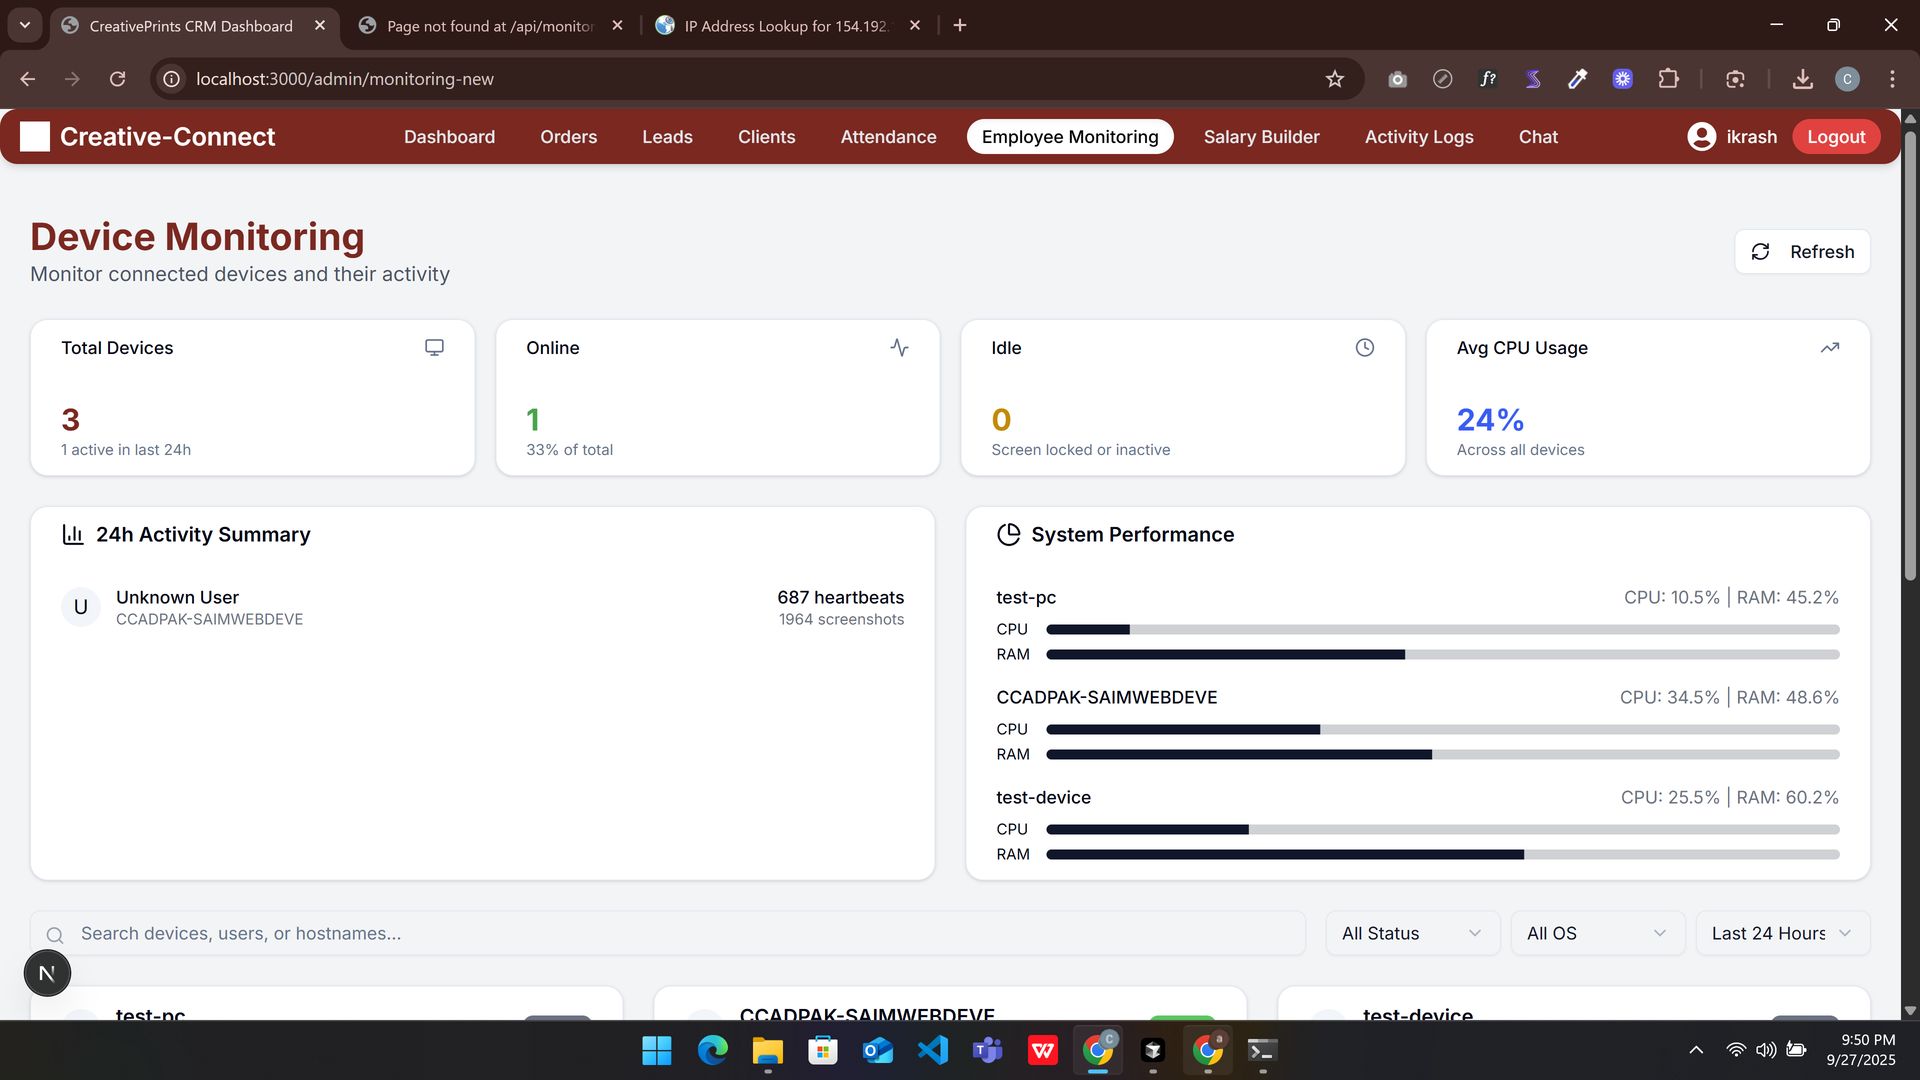 CreativePrints CRM Dashboard
Page not found at /api/monitor
IP Address Lookup for 154.192.
localhost:3000/admin/monitoring-new
f?
C
Creative-Connect
Dashboard
Orders
Leads
Clients
Attendance
Employee Monitoring
Salary Builder
Activity Logs
Chat
ikrash
Logout
Device Monitoring
Monitor connected devices and their activity
Refresh
Total Devices
3
1 active in last 24h
Online
1
33% of total
Idle
0
Screen locked or inactive
Avg CPU Usage
24%
Across all devices
24h Activity Summary
U
Unknown User
CCADPAK-SAIMWEBDEVE
687 heartbeats
1964 screenshots
System Performance
test-pc
CPU: 10.5% | RAM: 45.2%
CPU
RAM
CCADPAK-SAIMWEBDEVE
CPU: 34.5% | RAM: 48.6%
CPU
RAM
test-device
CPU: 25.5% | RAM: 60.2%
CPU
RAM
Search devices, users, or hostnames...
All Status
All OS
Last 24 Hours
N
test-pc
CCADPAK-SAIMWEBDEVE
test-device
9:50 PM
9/27/2025